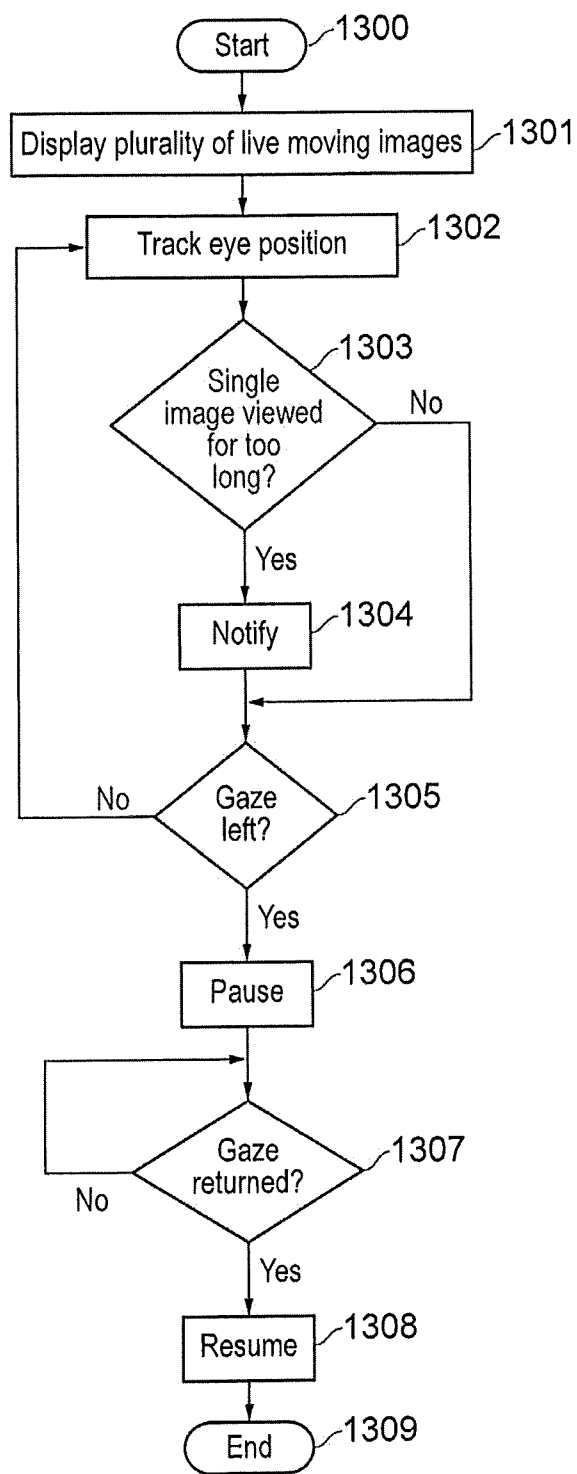 Start
1300
Display plurality of live moving images
1301
Track eye position
1302
1303
Single
image viewed
for too
long?
No
Yes
Notify
1304
Gaze
left?
1305
No
Yes
Pause
1306
Gaze
returned?
1307
No
Yes
Resume
1308
End
1309